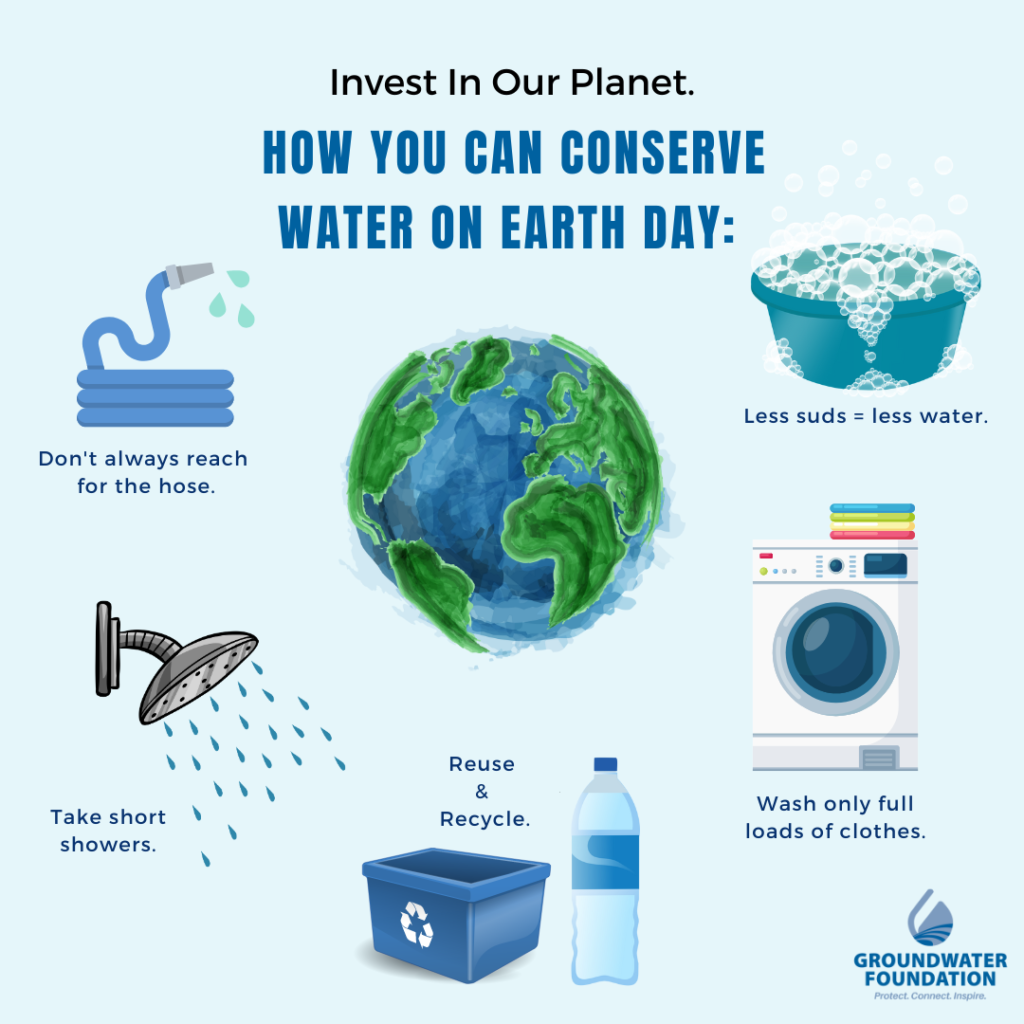 Invest In Our Planet.
HOW YOU CAN CONSERVE
WATER ON EARTH DAY:
Less suds = less water.
Don't always reach
for the hose.
Reuse
&
Recycle.
Take short
showers.
Wash only full
loads of clothes.
GROUNDWATER
FOUNDATION
Protect. Connect. Inspire.